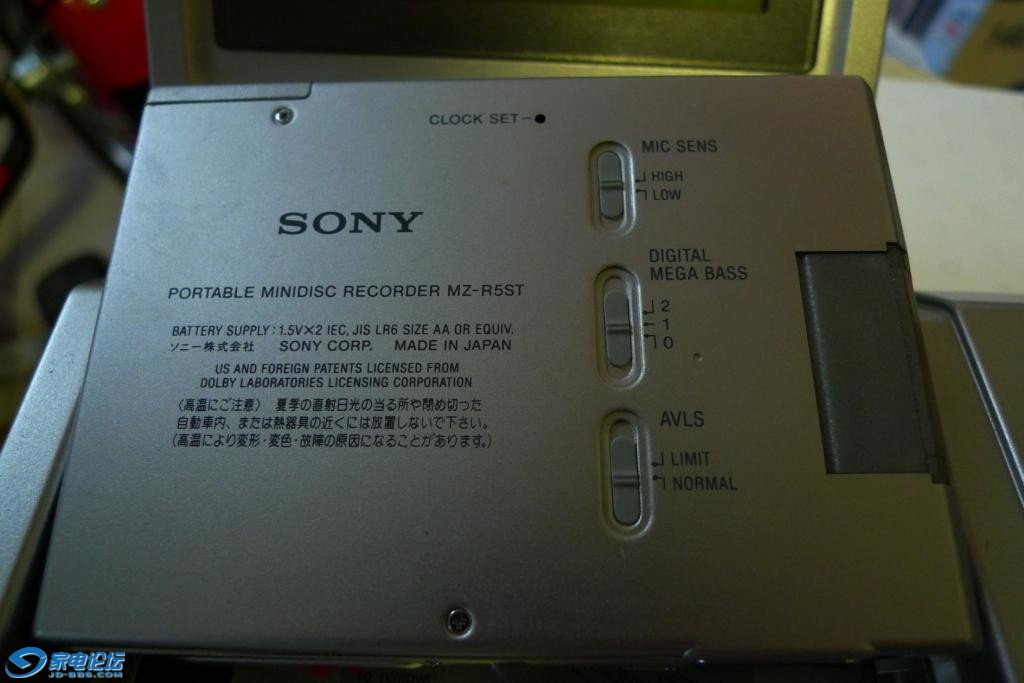 CLOCK SET
MIC SENS
HIGH
LOW
SONY
DIGITAL
MEGA BASS
2
1
0
PORTABLE MINIDISC RECORDER MZ-R5ST
BATTERY SUPPLY:1.5V×2 IEC, JIS LR6 SIZE AA OR EQUIV.
ソニー株式会社 SONY CORP. MADE IN JAPAN
US AND FOREIGN PATENTS LICENSED FROM
DOLBY LABORATORIES LICENSING CORPORATION
〈高温にご注意〉 夏季の直射日光の当る所や閉め切った
自動車内、または熱器具の近くには放置しないで下さい。
(高温により変形・変色・故障の原因になることがあります。)
AVLS
LIMIT
NORMAL
家电论坛
JD-BBS.COM